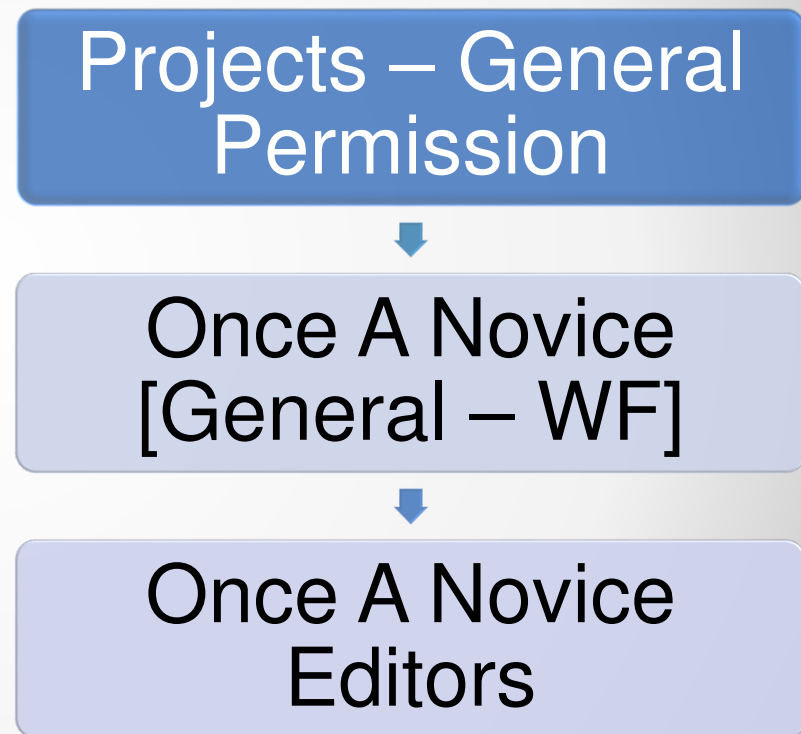 Projects – General
Permission
Once A Novice
[General – WF]
Once A Novice
Editors